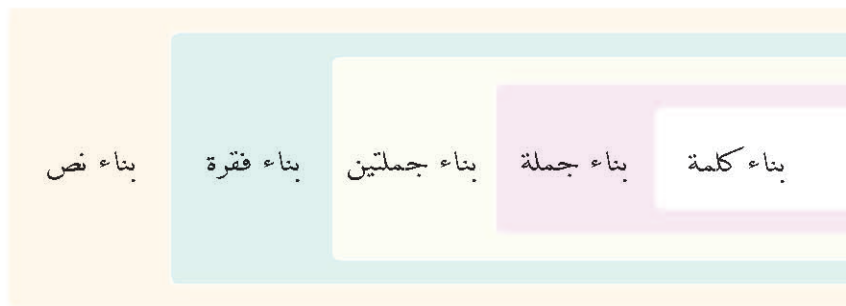 بناء كلمة
بناء جملة
بناء جملتين
بناء فقرة
بناء نص